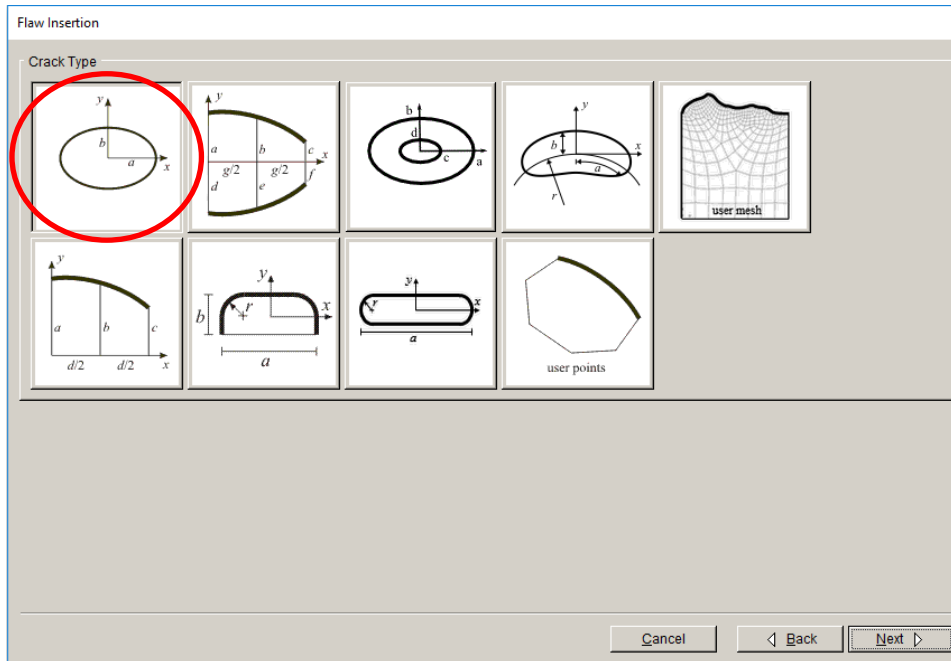 Flaw Insertion
Crack Type
y
b
a
x
y
a
b
c
x
g/2
g/2
d
e
f
b
d
c
a
y
b
x
a
r
user mesh
y
a
b
c
d/2
d/2
x
y
b
r
x
a
y
r
x
a
user points
Cancel
Back
Next